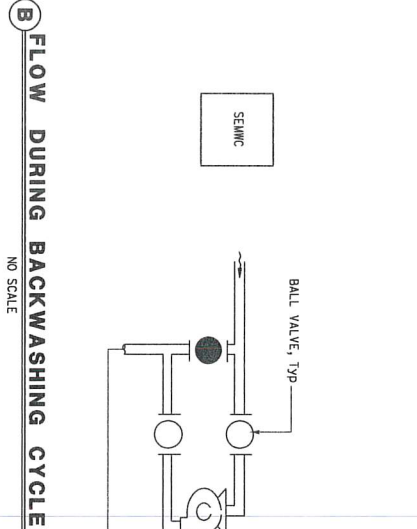 SEMWC
BALL VALVE, Typ
B FLOW DURING BACKWASHING CYCLE
NO SCALE